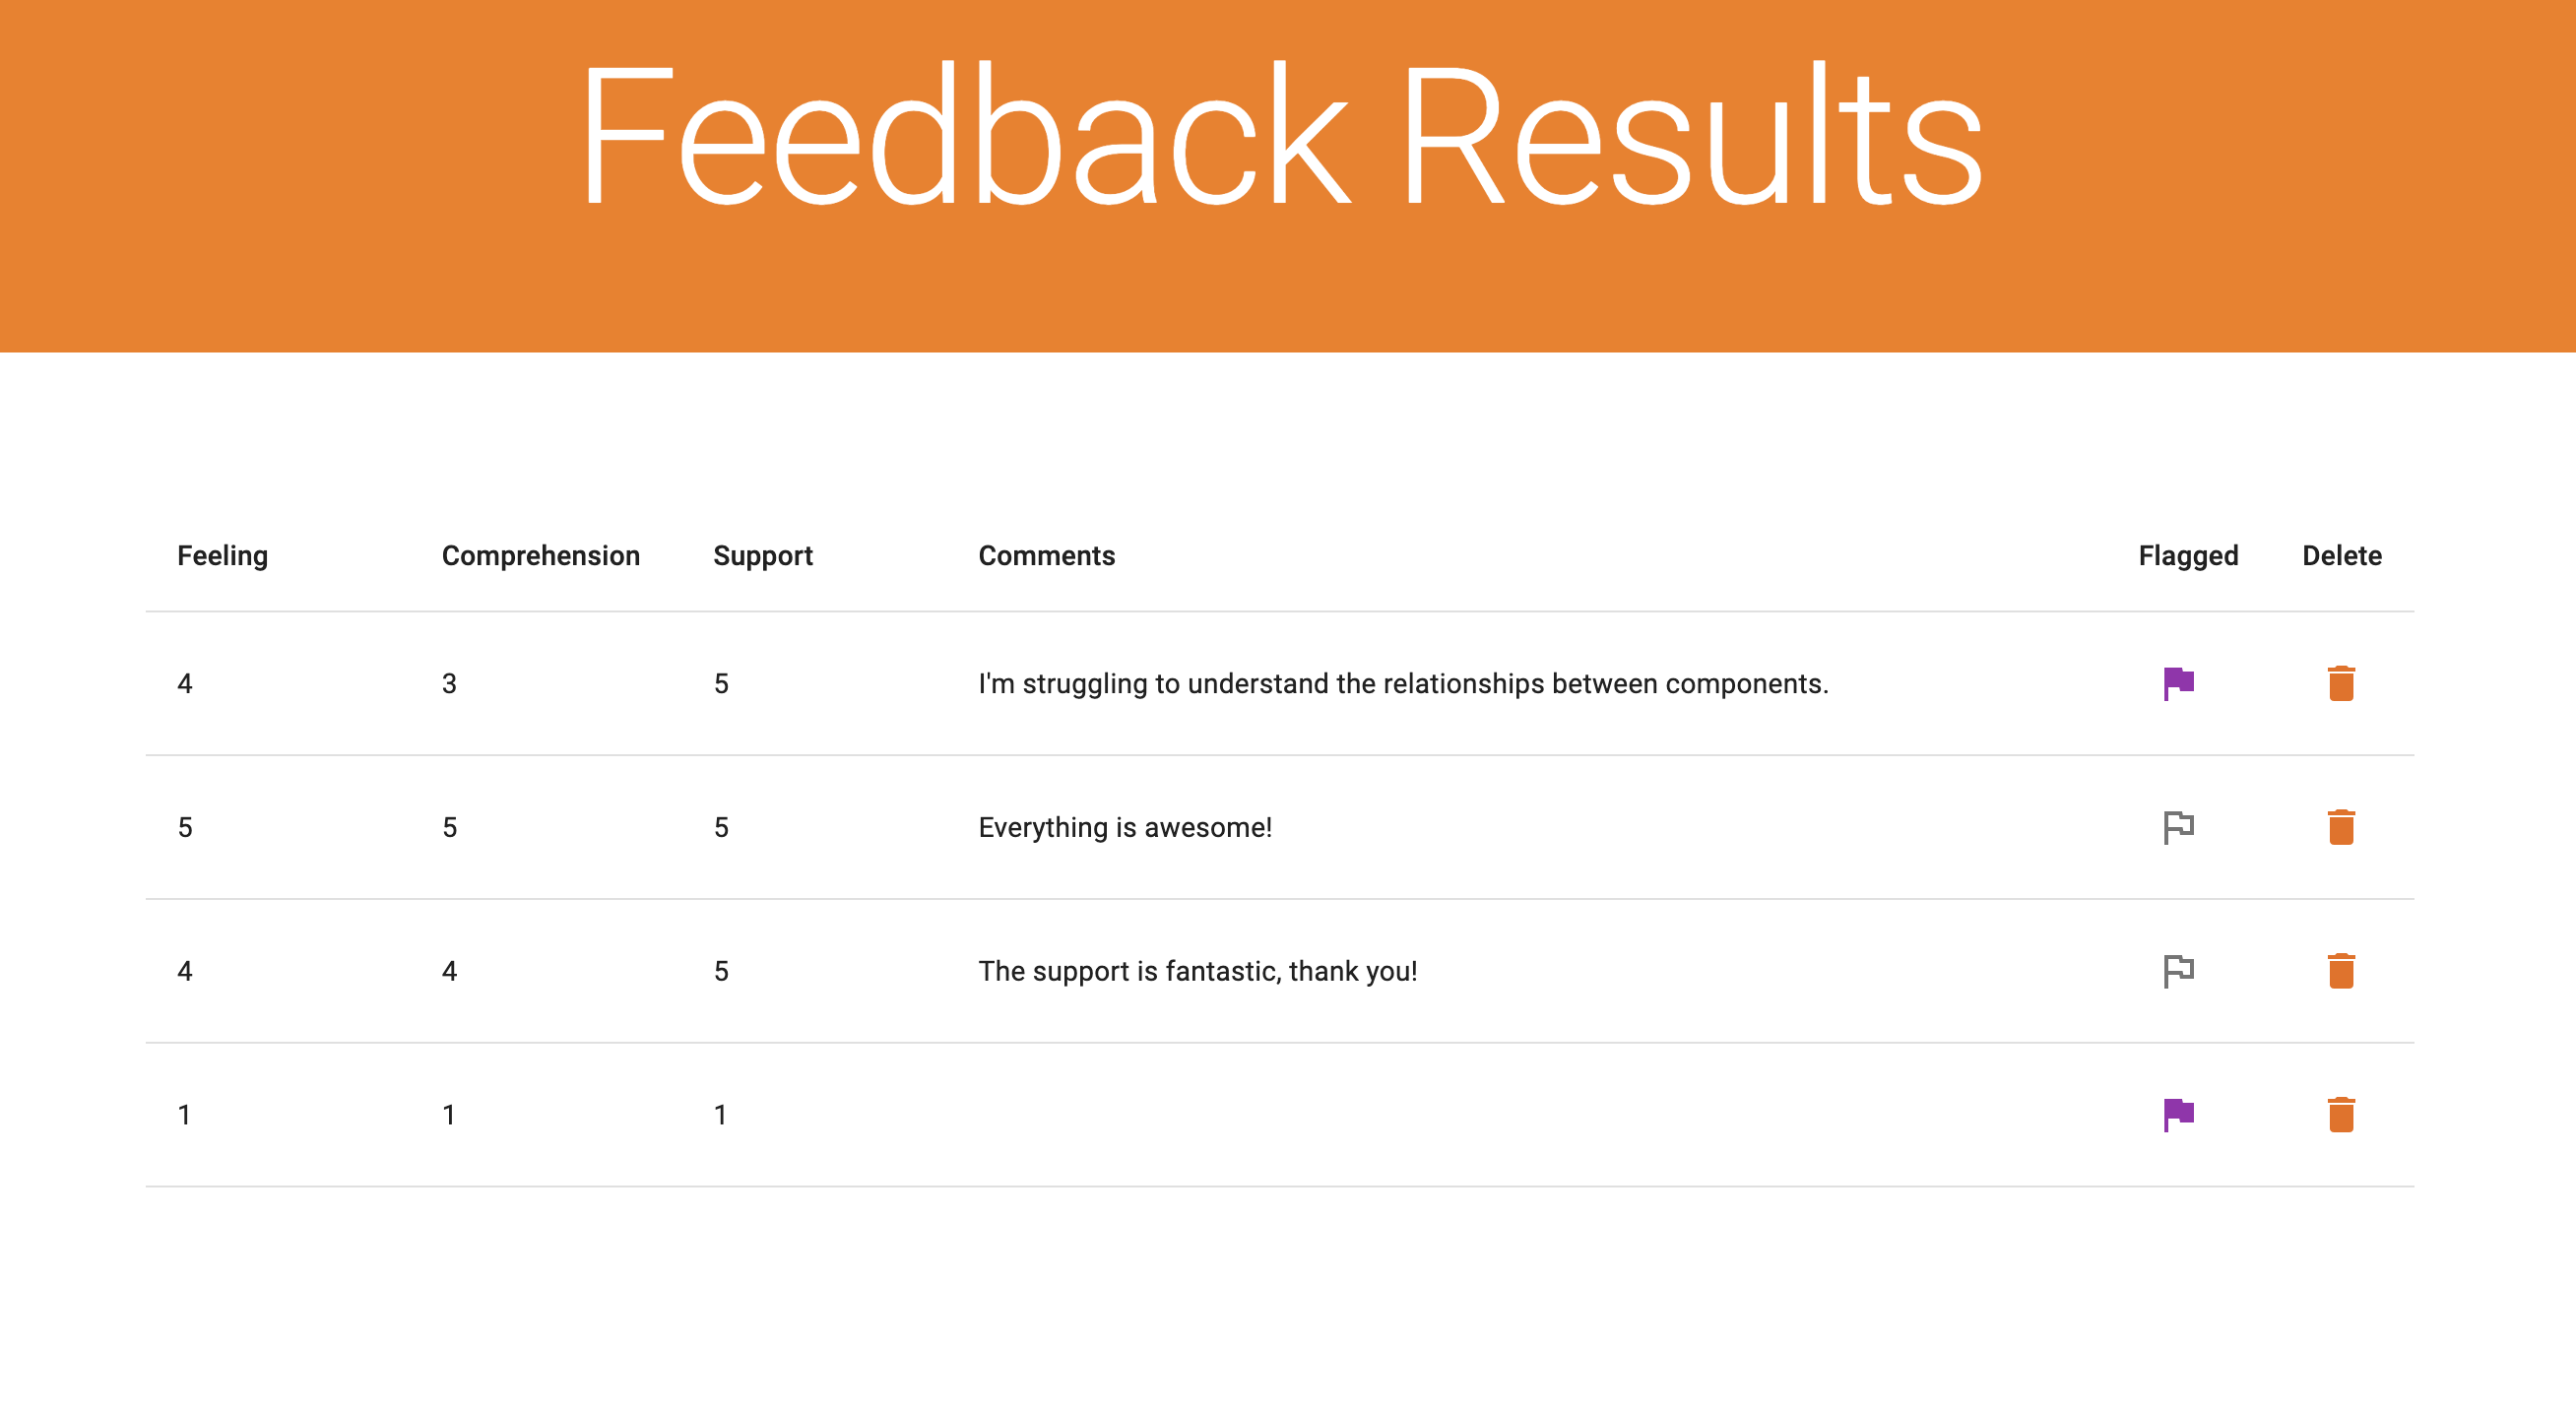 Feedback Results
Feeling Comprehension Support Comments Flagged Delete
4 3 5 I'm struggling to understand the relationships between components.
5 5 5 Everything is awesome!
4 4 5 The support is fantastic, thank you!
1 1 1